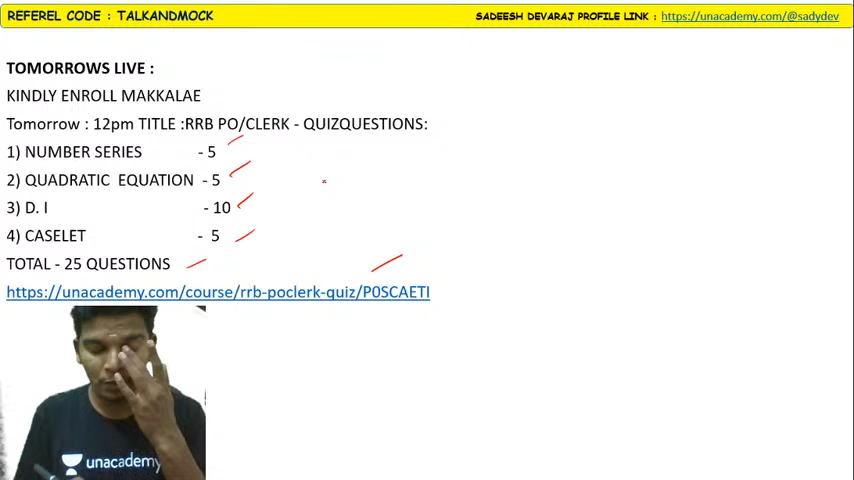 REFEREL CODE : TALKANDMOCK
SADEESH DEVARAJ PROFILE LINK : https://unacademy.com/@sadydev
TOMORROWS LIVE :
KINDLY ENROLL MAKKALAE
Tomorrow : 12pm TITLE :RRB PO/CLERK - QUIZQUESTIONS:
1) NUMBER SERIES - 5
2) QUADRATIC EQUATION - 5
3) D. I - 10
4) CASELET - 5
TOTAL - 25 QUESTIONS
https://unacademy.com/course/rrb-poclerk-quiz/P0SCAETI
unacademy